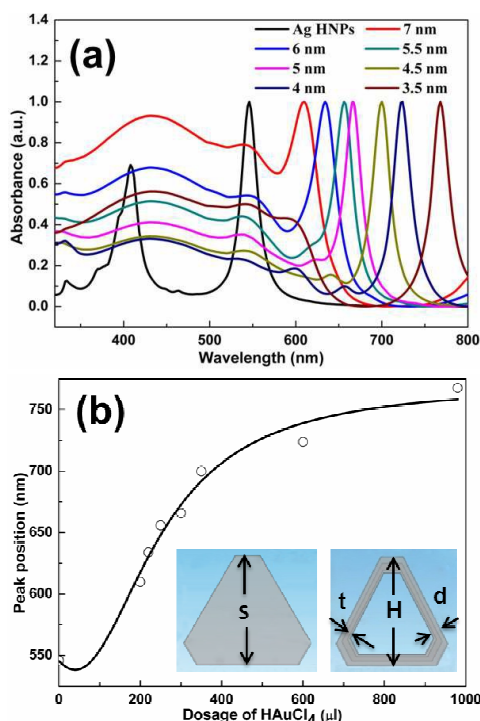 (a)
Ag HNPs 7 nm
6 nm 5.5 nm
5 nm 4.5 nm
4 nm 3.5 nm
1.4
1.2
1.0
0.8
0.6
0.4
0.2
0.0
Absorbance (a.u.)
400 500 600 700 800
Wavelength (nm)
(b)
750
700
650
600
550
Peak position (nm)
s
t H d
0 200 400 600 800 1000
Dosage of HAuCl4 (µl)